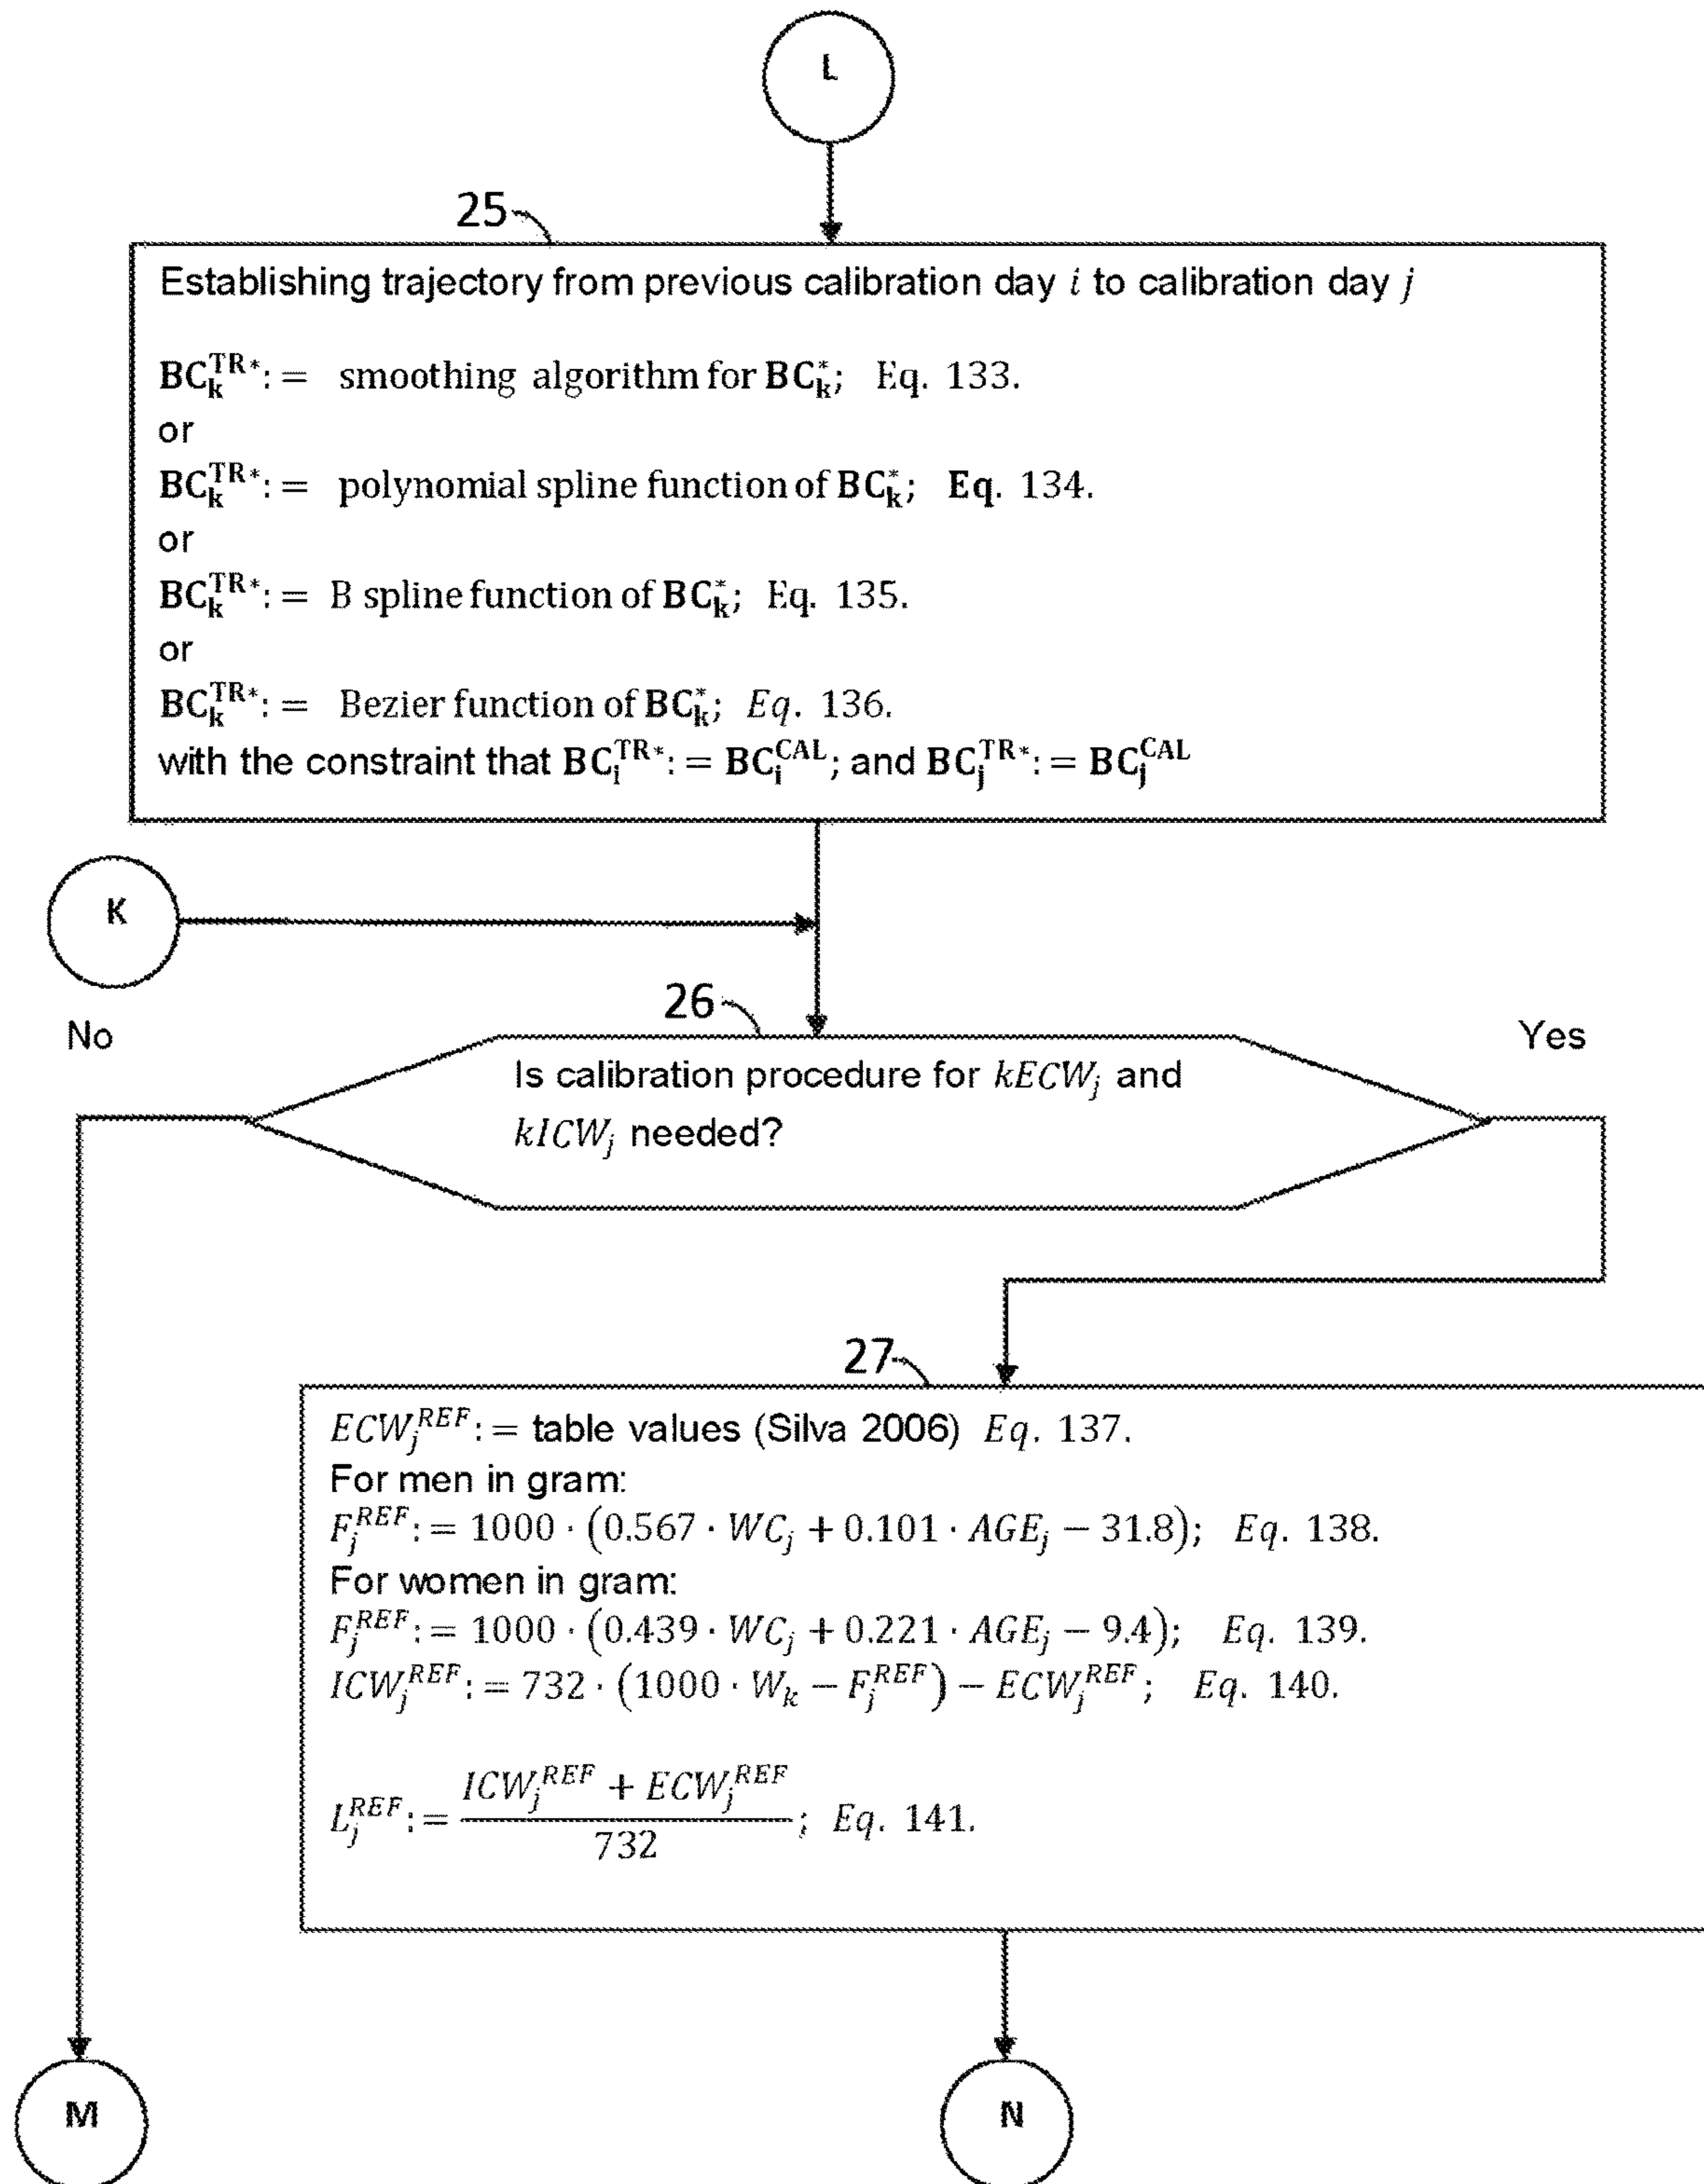 L
25
Establishing trajectory from previous calibration day i to calibration day j
BC_k^{TR*}:= smoothing algorithm for BC_k^*; Eq. 133.
or
BC_k^{TR*}:= polynomial spline function of BC_k^*; Eq. 134.
or
BC_k^{TR*}:= B spline function of BC_k^*; Eq. 135.
or
BC_k^{TR*}:= Bezier function of BC_k^*; Eq. 136.
with the constraint that BC_i^{TR*}:= BC_i^{CAL}; and BC_j^{TR*}:= BC_j^{CAL}
K
26
No
Yes
Is calibration procedure for kECW_j and
kICW_j needed?
27
ECW_j^{REF}:= table values (Silva 2006) Eq. 137.
For men in gram:
F_j^{REF}:= 1000 · (0.567 · WC_j + 0.101 · AGE_j − 31.8); Eq. 138.
For women in gram:
F_j^{REF}:= 1000 · (0.439 · WC_j + 0.221 · AGE_j − 9.4); Eq. 139.
ICW_j^{REF}:= 732 · (1000 · W_k − F_j^{REF}) − ECW_j^{REF}; Eq. 140.
L_j^{REF}:= \frac{ICW_j^{REF} + ECW_j^{REF}}{732}; Eq. 141.
M
N